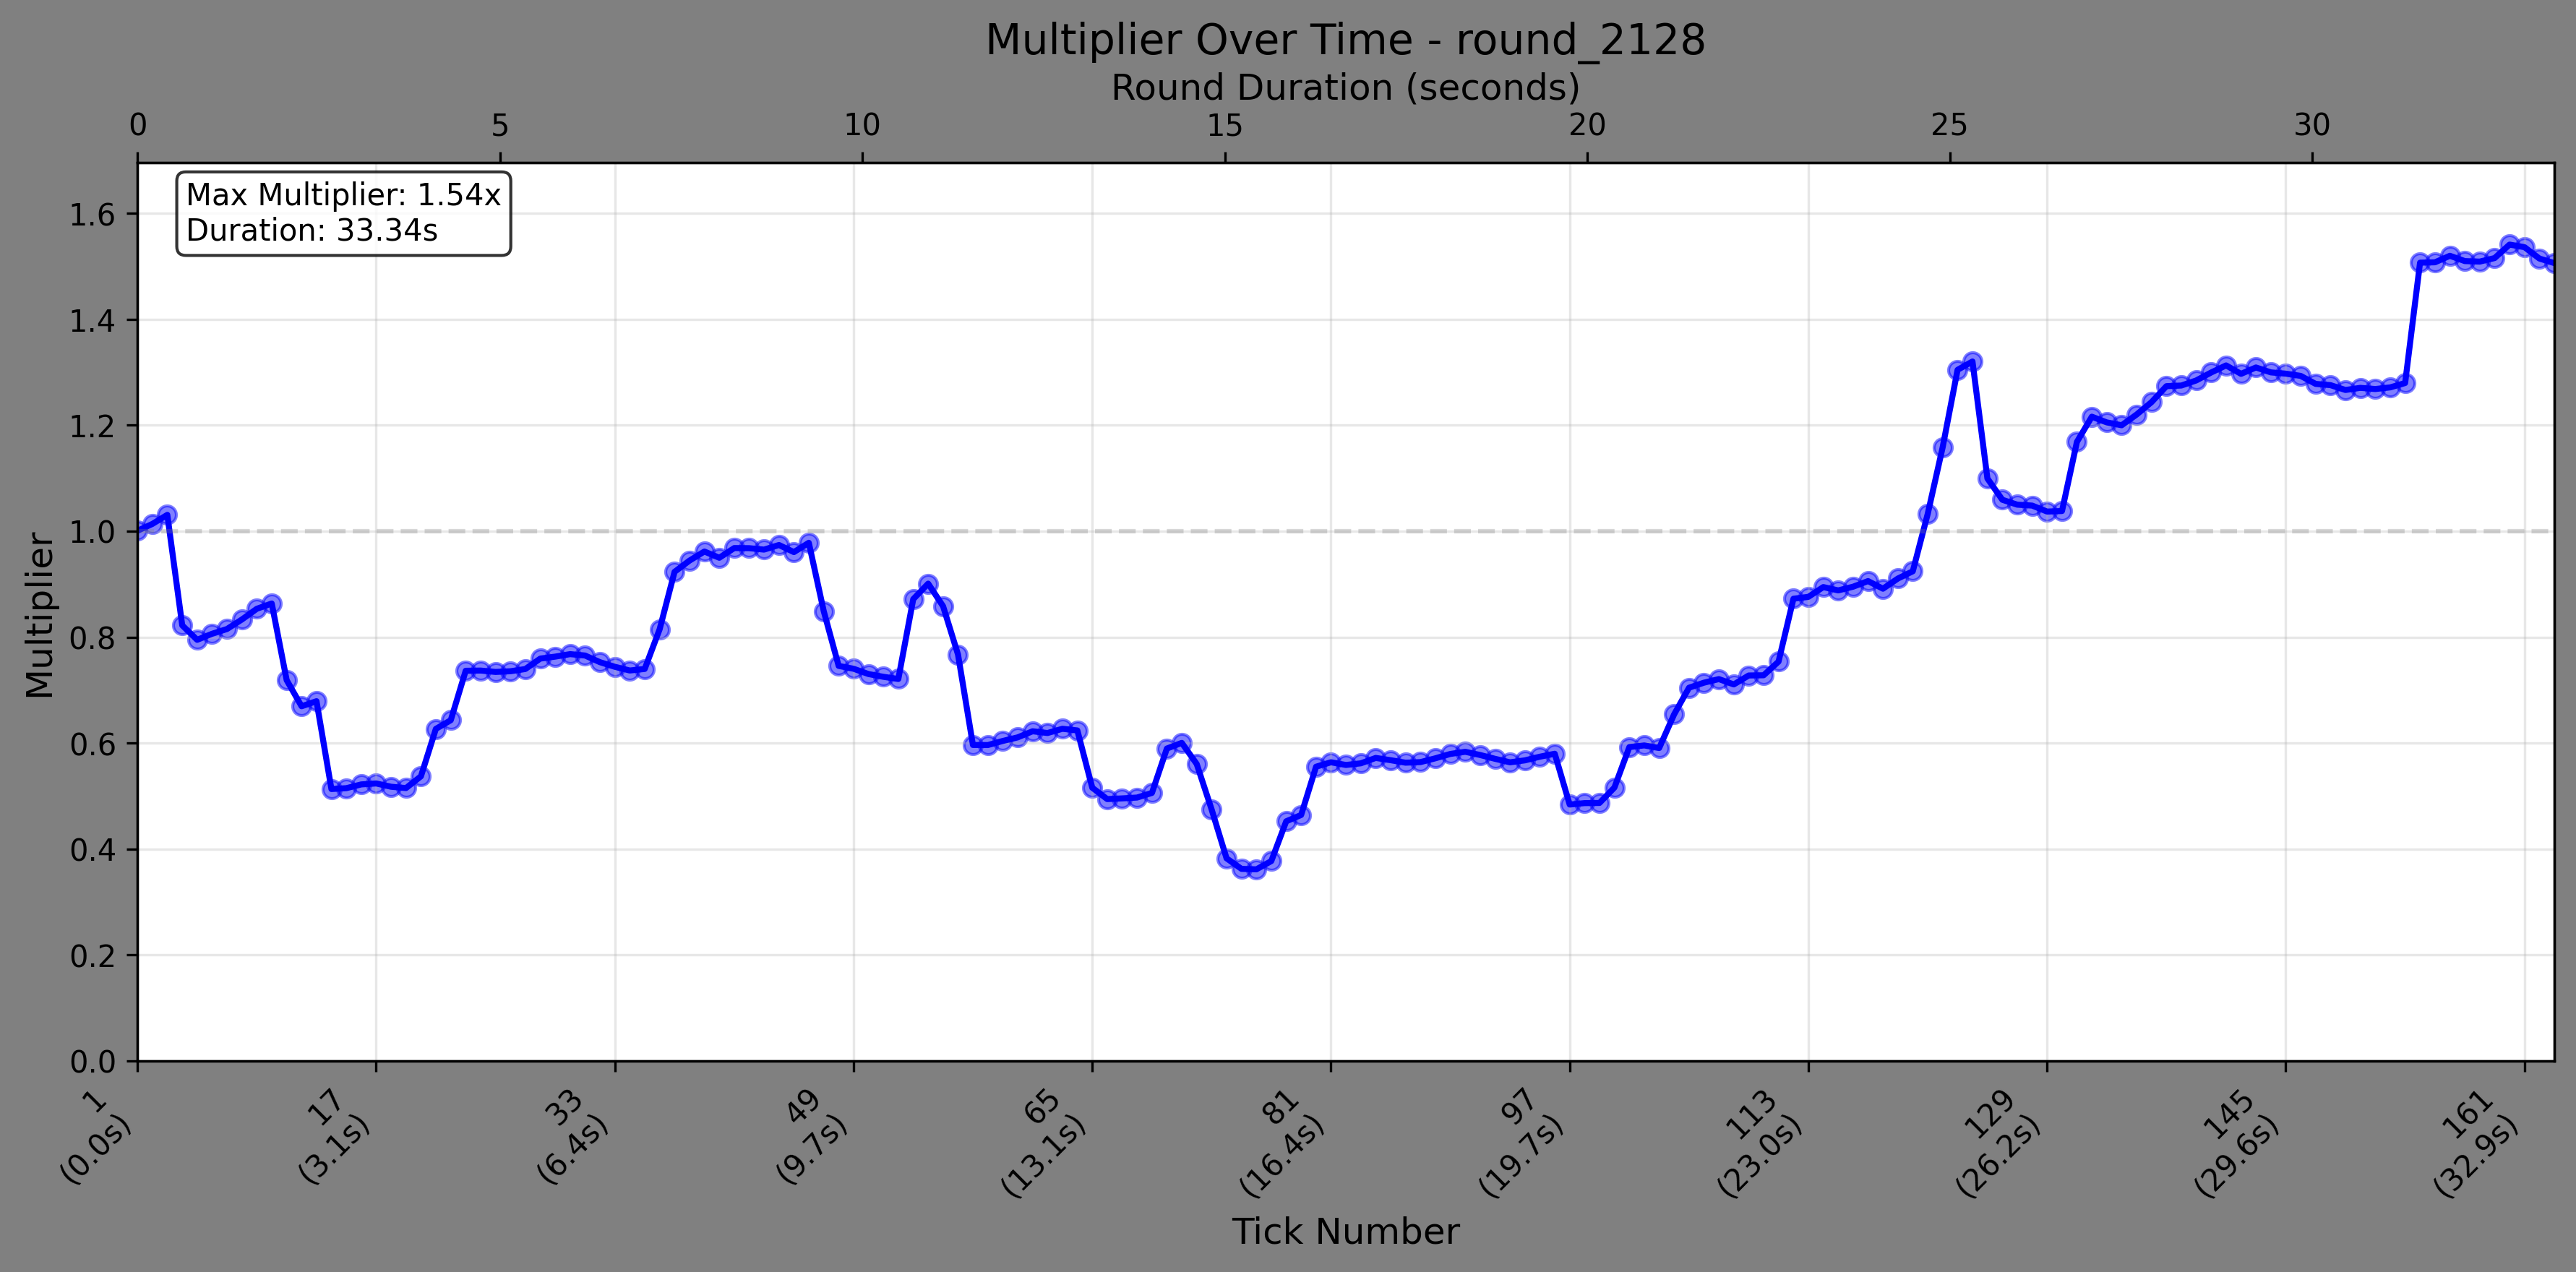 Multiplier Over Time - round_2128
Round Duration (seconds)
0 5 10 15 20 25 30
Max Multiplier: 1.54x
Duration: 33.34s
Multiplier
1.6
1.4
1.2
1.0
0.8
0.6
0.4
0.2
0.0
1
(0.0s)
17
(3.1s)
33
(6.4s)
49
(9.7s)
65
(13.1s)
81
(16.4s)
97
(19.7s)
113
(23.0s)
129
(26.2s)
145
(29.6s)
161
(32.9s)
Tick Number